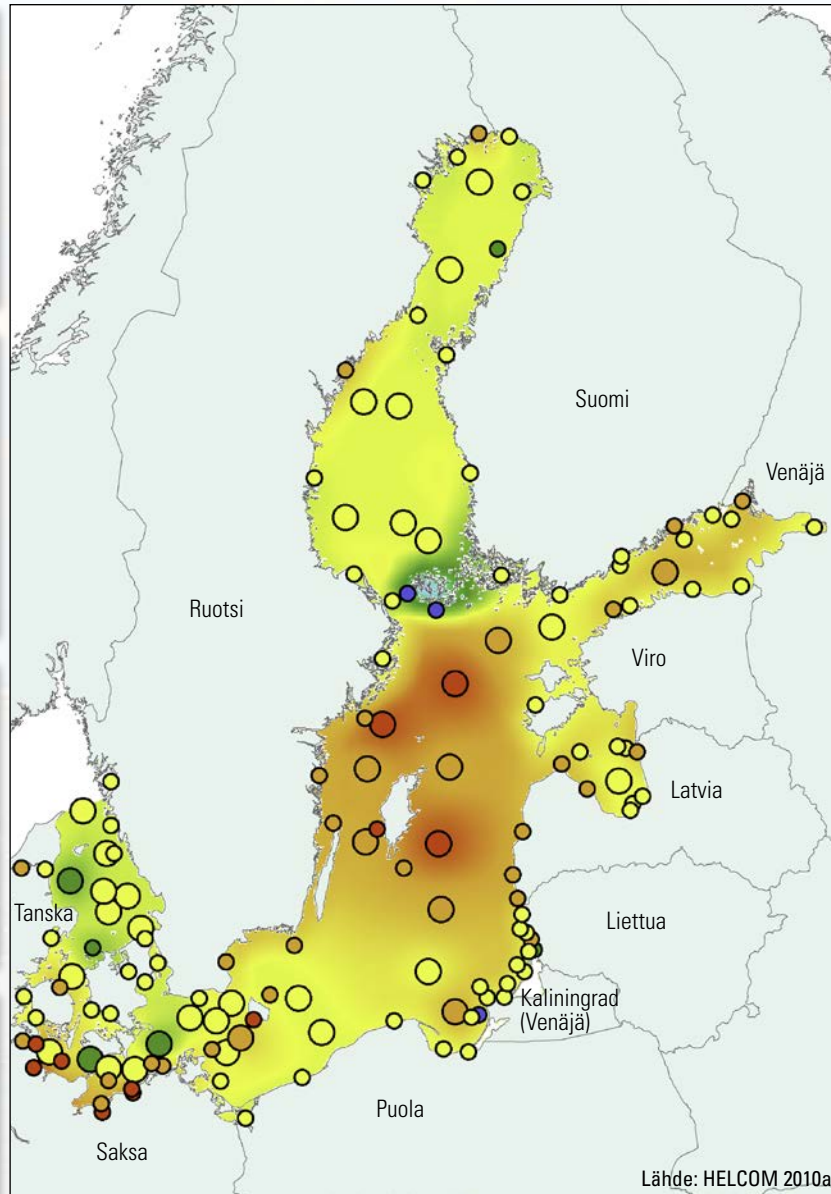 Suomi
Venäjä
Ruotsi
Viro
Latvia
Tanska
Liettua
Kaliningrad
(Venäjä)
Puola
Saksa
Lähde: HELCOM 2010a